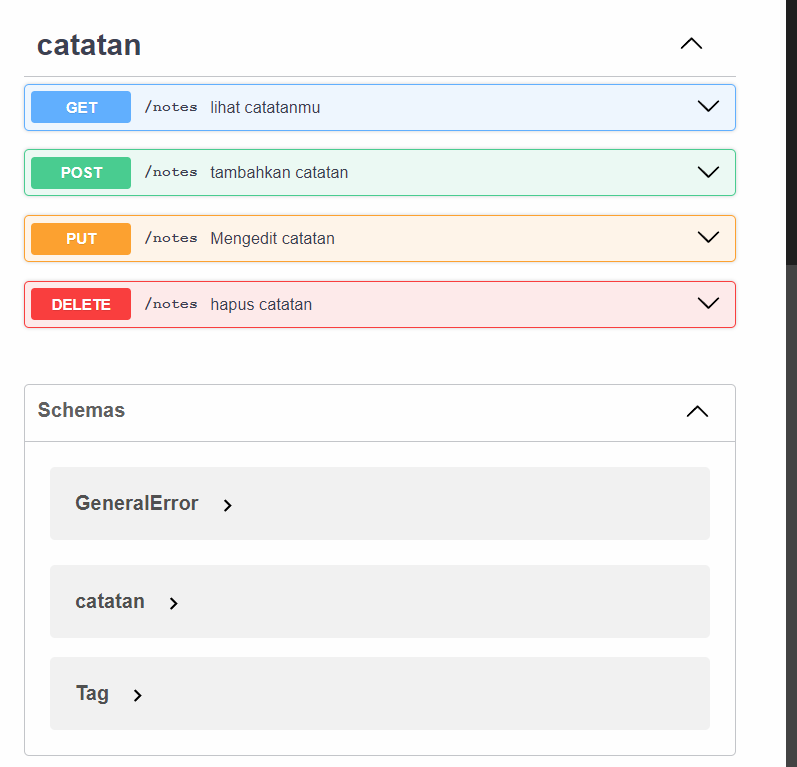 catatan
GET /notes lihat catatanmu
POST /notes tambahkan catatan
PUT /notes Mengedit catatan
DELETE /notes hapus catatan
Schemas
GeneralError
catatan
Tag